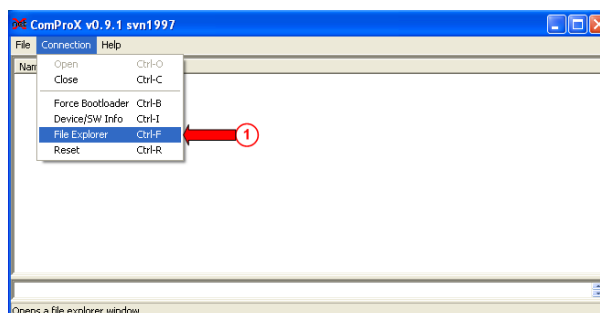 ComProX v0.9.1 svn1997
File Connection Help
Open Ctrl-O
Close Ctrl-C
Force Bootloader Ctrl-B
Device/SW Info Ctrl-I
File Explorer Ctrl-F
Reset Ctrl-R
1
Opens a file explorer window